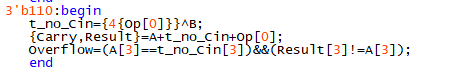 end
3'b110:begin
t_no_Cin={4{Op[0]}}^B;
{Carry,Result}=A+t_no_Cin+Op[0];
Overflow=(A[3]==t_no_Cin[3])&&(Result[3]!=A[3]);
end